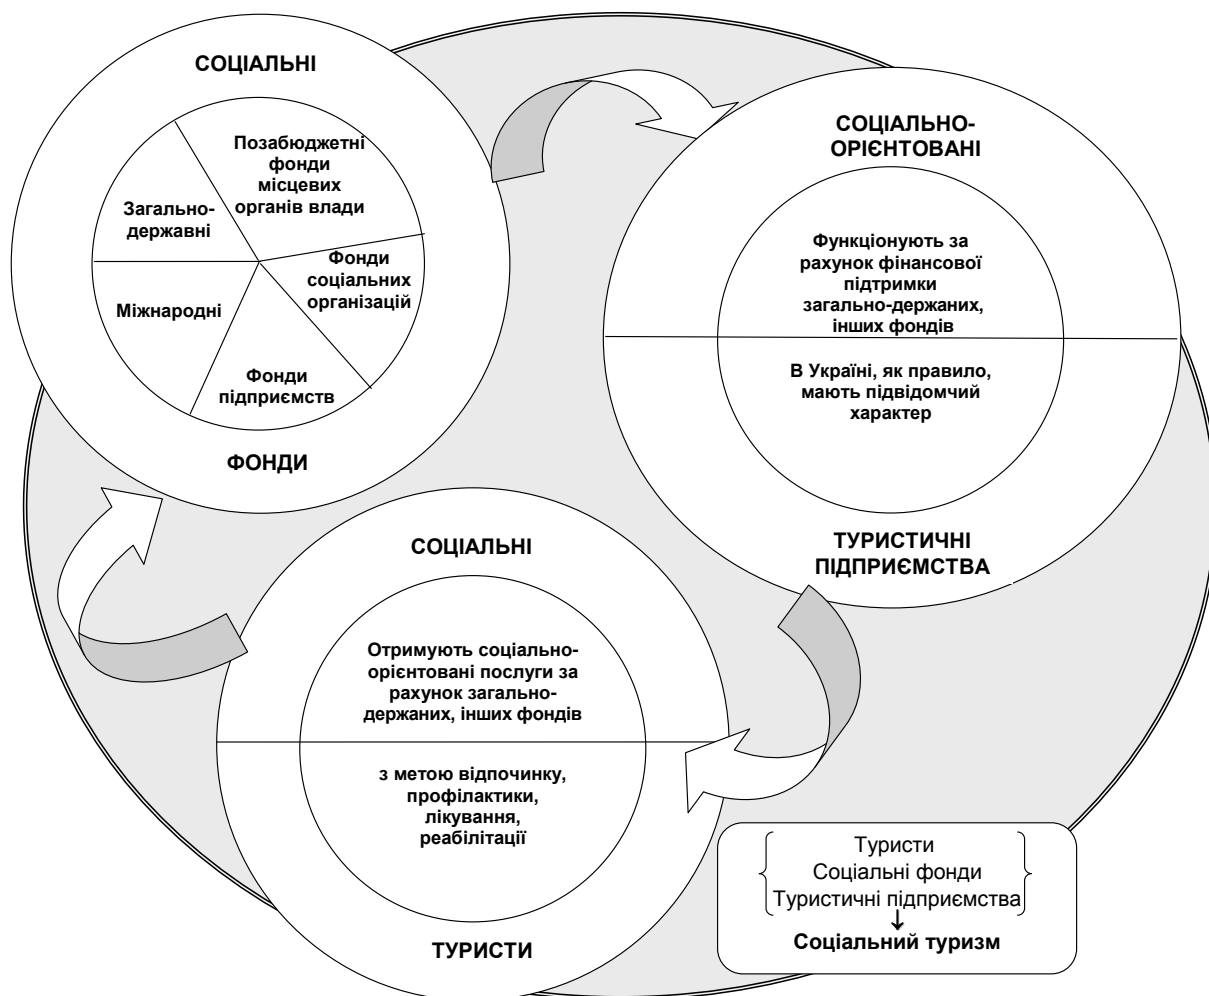 СОЦІАЛЬНІ
Позабюджетні
фонди
місцевих
органів влади
Загально-
державні
Фонди
соціальних
організацій
Міжнародні
Фонди
підприємств
ФОНДИ
СОЦІАЛЬНО-
ОРІЄНТОВАНІ
Функціонують за
рахунок фінансової
підтримки
загально-держаних,
інших фондів
В Україні, як правило,
мають підвідомчий
характер
ТУРИСТИЧНІ
ПІДПРИЄМСТВА
СОЦІАЛЬНІ
Отримують соціально-
орієнтовані послуги за
рахунок загально-
держаних, інших фондів
з метою відпочинку,
профілактики,
лікування,
реабілітації
ТУРИСТИ
Туристи
Соціальні фонди
Туристичні підприємства
Соціальний туризм